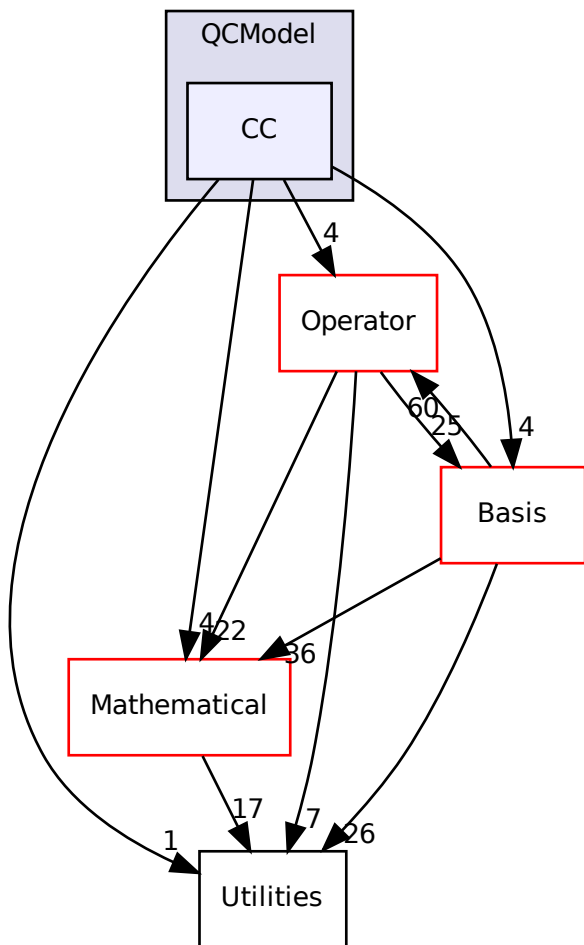 QCModel
CC
4
Operator
60
25
4
Basis
4
22
36
Mathematical
17
7
26
1
Utilities